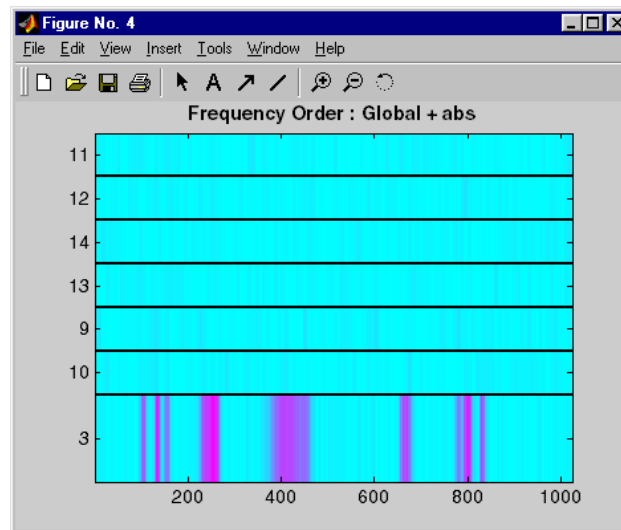 Figure No. 4
File Edit View Insert Tools Window Help
A
Frequency Order : Global + abs
11
12
14
13
9
10
3
200 400 600 800 1000